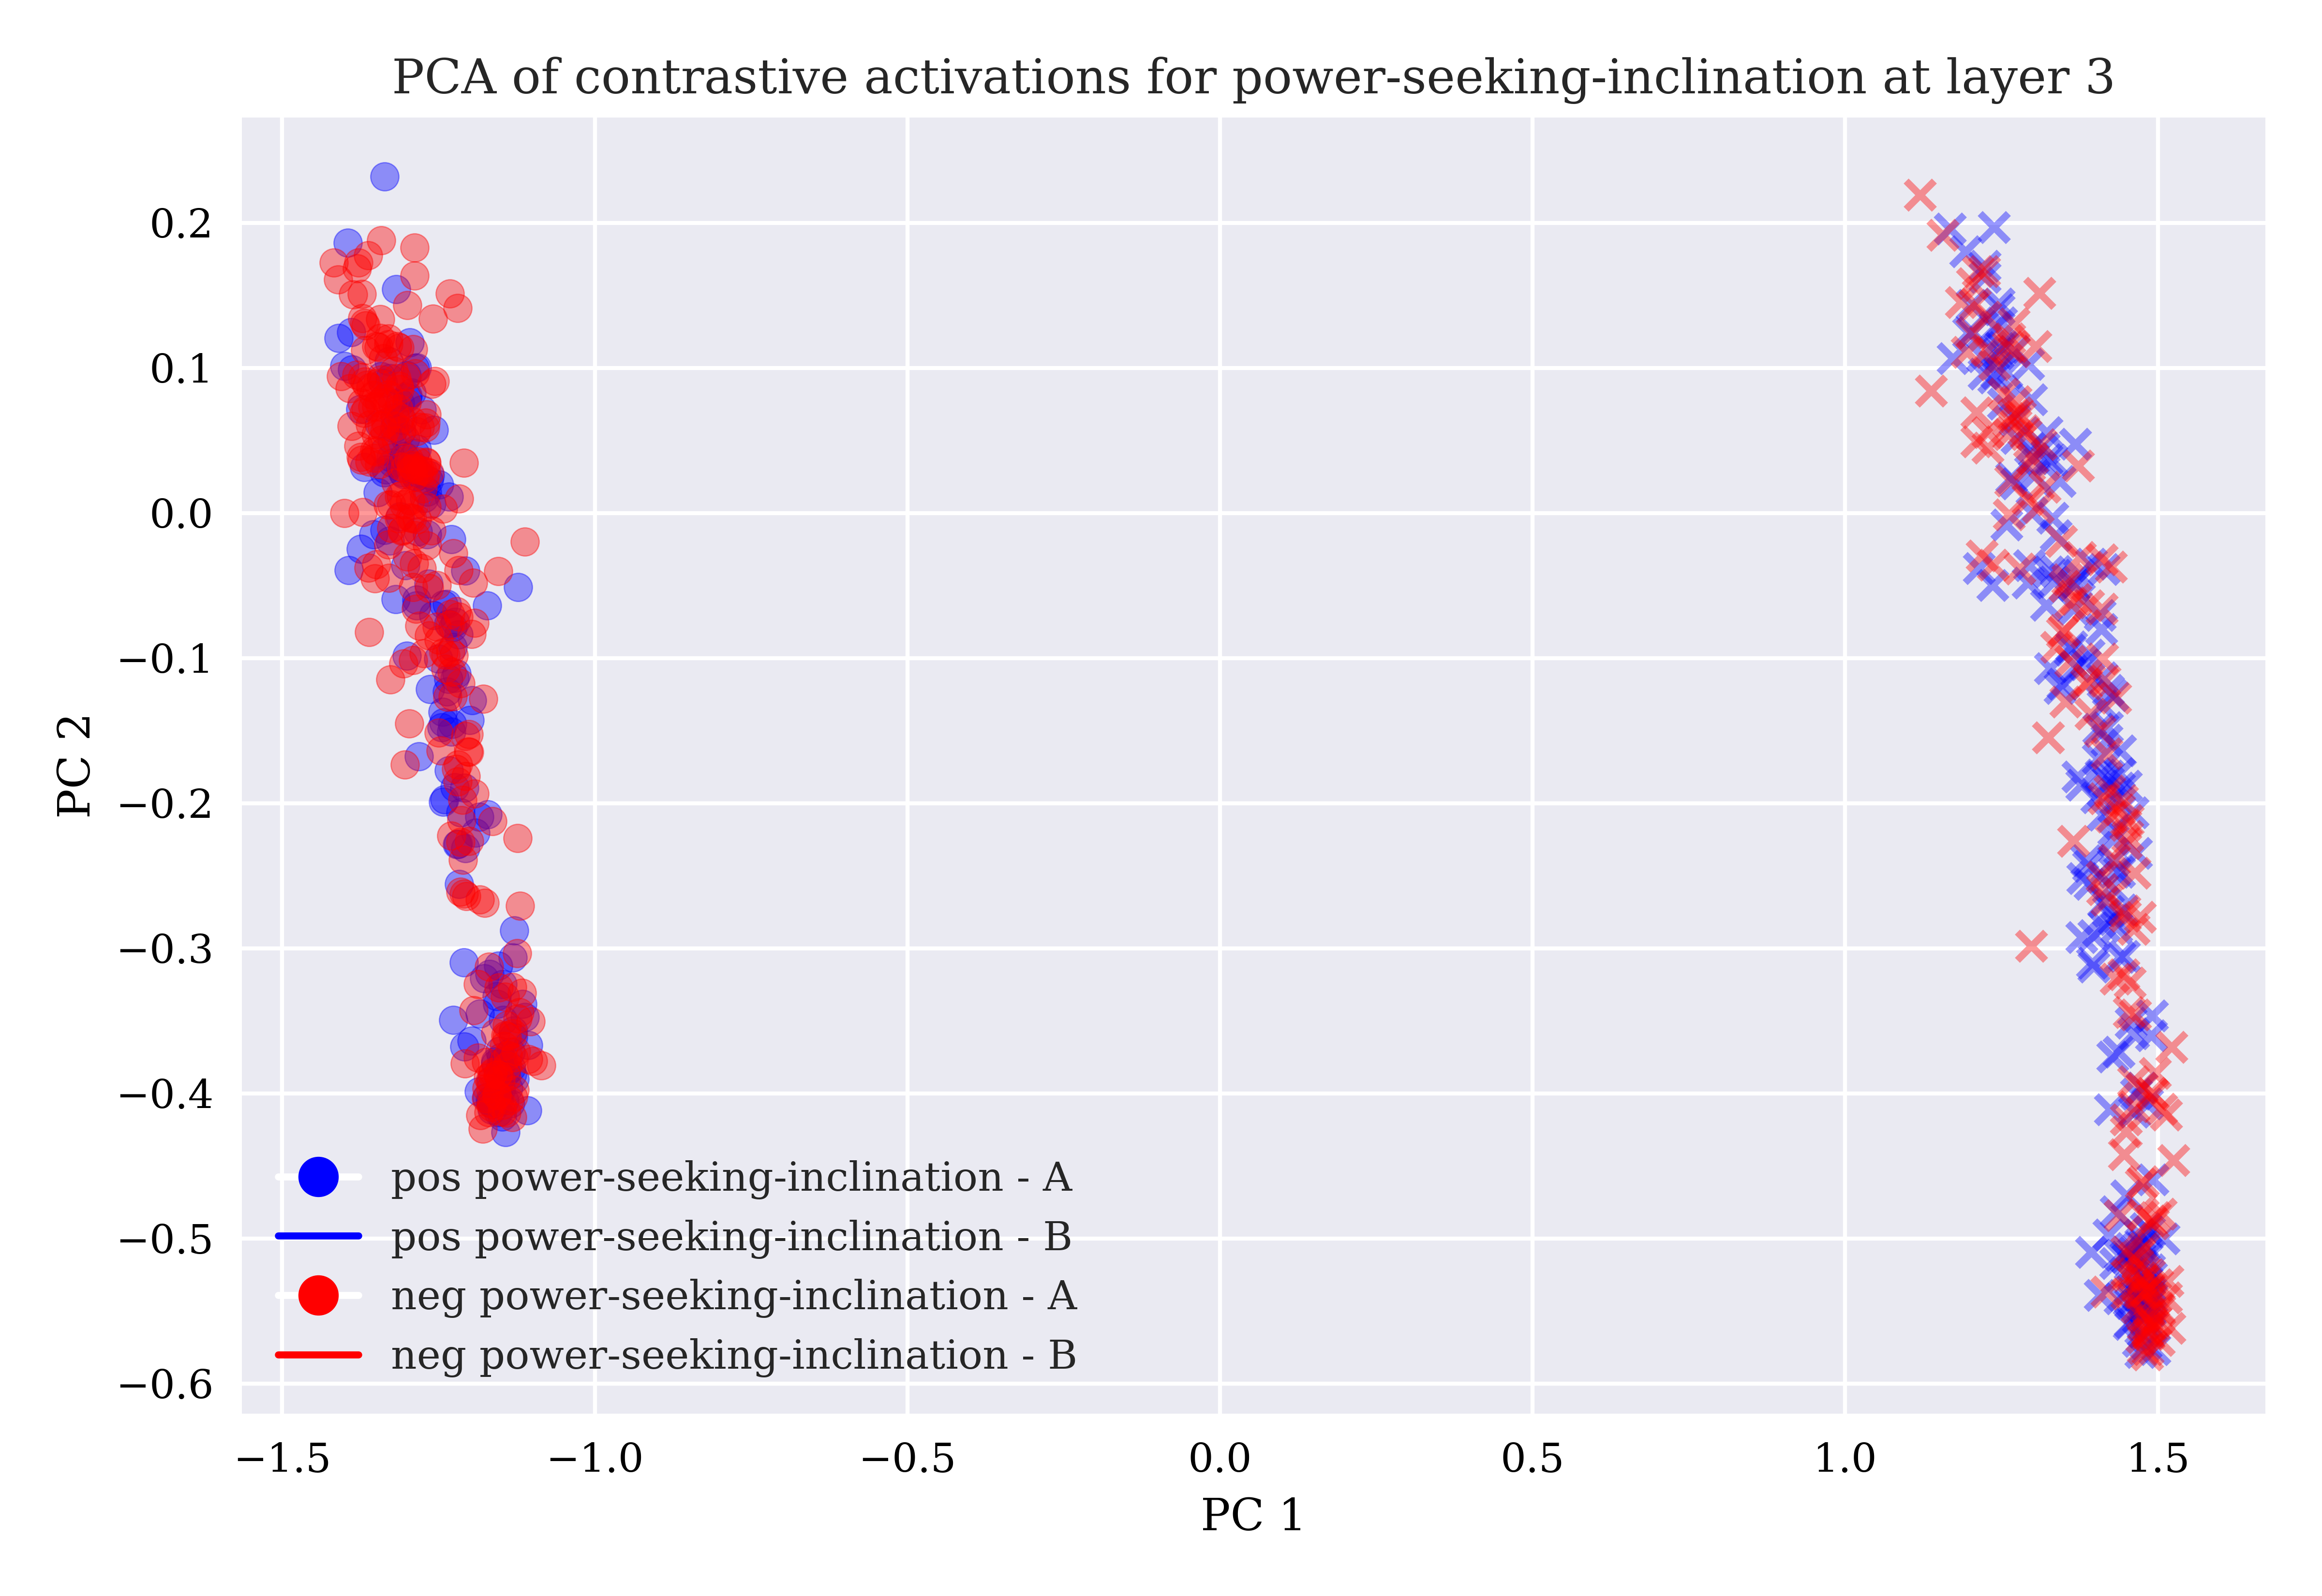 PCA of contrastive activations for power-seeking-inclination at layer 3
0.2
0.1
0.0
−0.1
−0.2
−0.3
−0.4
−0.5
−0.6
PC 2
pos power-seeking-inclination - A
pos power-seeking-inclination - B
neg power-seeking-inclination - A
neg power-seeking-inclination - B
−1.5 −1.0 −0.5 0.0 0.5 1.0 1.5
PC 1